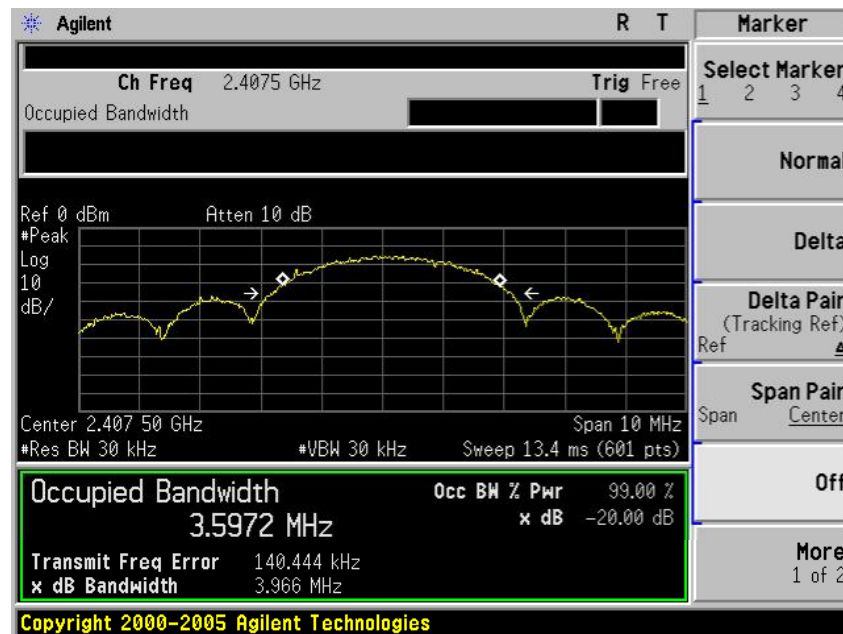 Agilent R T Marker
Ch Freq 2.4075 GHz Trig Free
Occupied Bandwidth
Select Marker
1 2 3 4
Normal
Delta
Delta Pair
(Tracking Ref)
Ref Δ
Span Pair
Span Center
Off
More
1 of 2
Ref 0 dBm Atten 10 dB
#Peak
Log
10
dB/
Center 2.407 50 GHz Span 10 MHz
#Res BW 30 kHz #VBW 30 kHz Sweep 13.4 ms (601 pts)
Occupied Bandwidth
3.5972 MHz
Occ BW % Pwr 99.00 %
x dB -20.00 dB
Transmit Freq Error 140.444 kHz
x dB Bandwidth 3.966 MHz
Copyright 2000-2005 Agilent Technologies